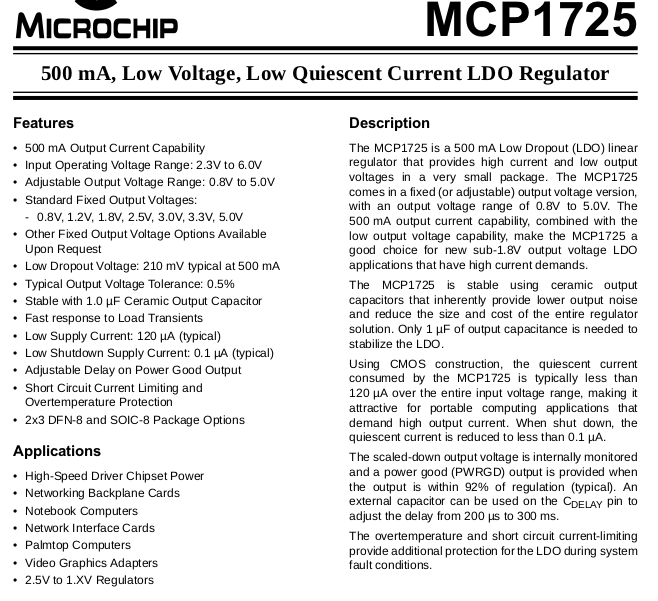 MICROCHIP
MCP1725
500 mA, Low Voltage, Low Quiescent Current LDO Regulator
Features
• 500 mA Output Current Capability
• Input Operating Voltage Range: 2.3V to 6.0V
• Adjustable Output Voltage Range: 0.8V to 5.0V
• Standard Fixed Output Voltages:
- 0.8V, 1.2V, 1.8V, 2.5V, 3.0V, 3.3V, 5.0V
• Other Fixed Output Voltage Options Available
Upon Request
• Low Dropout Voltage: 210 mV typical at 500 mA
• Typical Output Voltage Tolerance: 0.5%
• Stable with 1.0 µF Ceramic Output Capacitor
• Fast response to Load Transients
• Low Supply Current: 120 µA (typical)
• Low Shutdown Supply Current: 0.1 µA (typical)
• Adjustable Delay on Power Good Output
• Short Circuit Current Limiting and
Overtemperature Protection
• 2x3 DFN-8 and SOIC-8 Package Options
Applications
• High-Speed Driver Chipset Power
• Networking Backplane Cards
• Notebook Computers
• Network Interface Cards
• Palmtop Computers
• Video Graphics Adapters
• 2.5V to 1.XV Regulators
Description
The MCP1725 is a 500 mA Low Dropout (LDO) linear
regulator that provides high current and low output
voltages in a very small package. The MCP1725
comes in a fixed (or adjustable) output voltage version,
with an output voltage range of 0.8V to 5.0V. The
500 mA output current capability, combined with the
low output voltage capability, make the MCP1725 a
good choice for new sub-1.8V output voltage LDO
applications that have high current demands.
The MCP1725 is stable using ceramic output
capacitors that inherently provide lower output noise
and reduce the size and cost of the entire regulator
solution. Only 1 µF of output capacitance is needed to
stabilize the LDO.
Using CMOS construction, the quiescent current
consumed by the MCP1725 is typically less than
120 µA over the entire input voltage range, making it
attractive for portable computing applications that
demand high output current. When shut down, the
quiescent current is reduced to less than 0.1 µA.
The scaled-down output voltage is internally monitored
and a power good (PWRGD) output is provided when
the output is within 92% of regulation (typical). An
external capacitor can be used on the CDELAY pin to
adjust the delay from 200 µs to 300 ms.
The overtemperature and short circuit current-limiting
provide additional protection for the LDO during system
fault conditions.